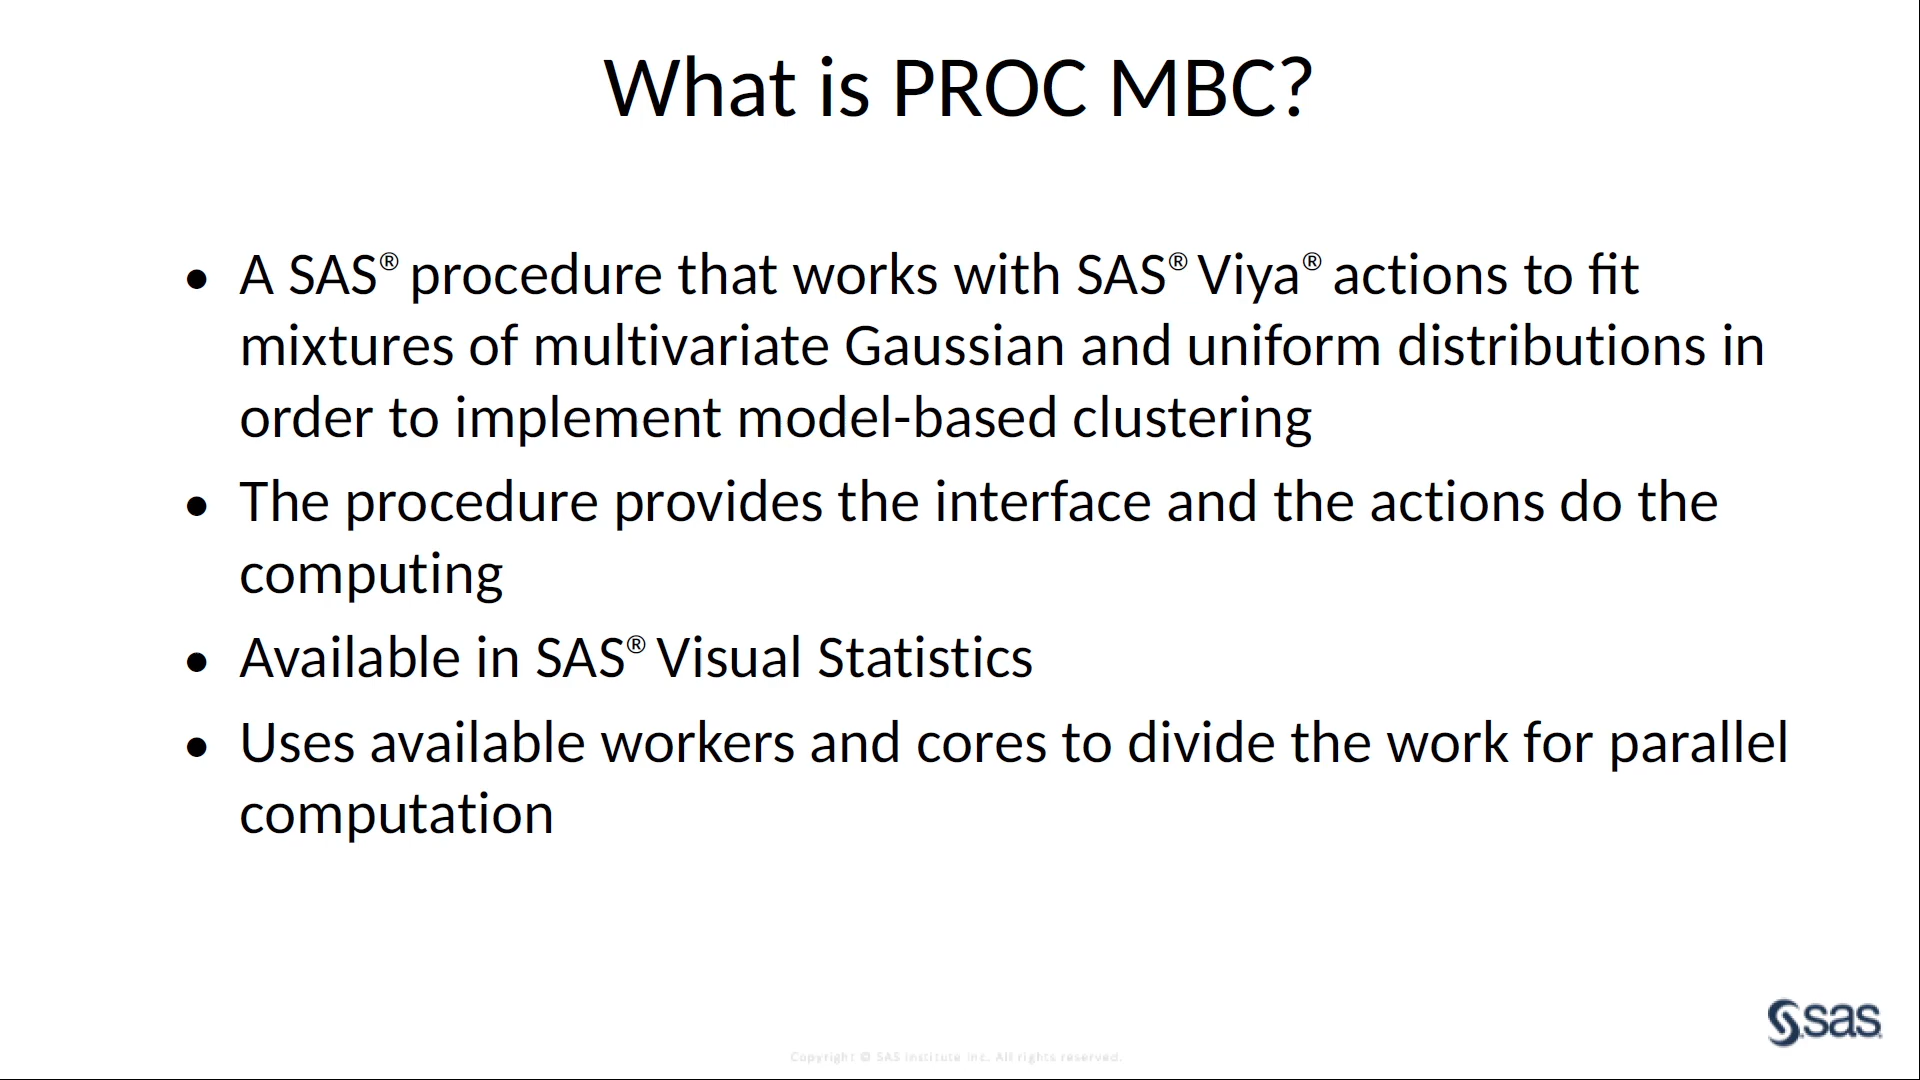 What is PROC MBC?
• A SAS® procedure that works with SAS® Viya® actions to fit
mixtures of multivariate Gaussian and uniform distributions in
order to implement model-based clustering
• The procedure provides the interface and the actions do the
computing
• Available in SAS® Visual Statistics
• Uses available workers and cores to divide the work for parallel
computation
sas
Copyright © SAS Institute Inc. All rights reserved.